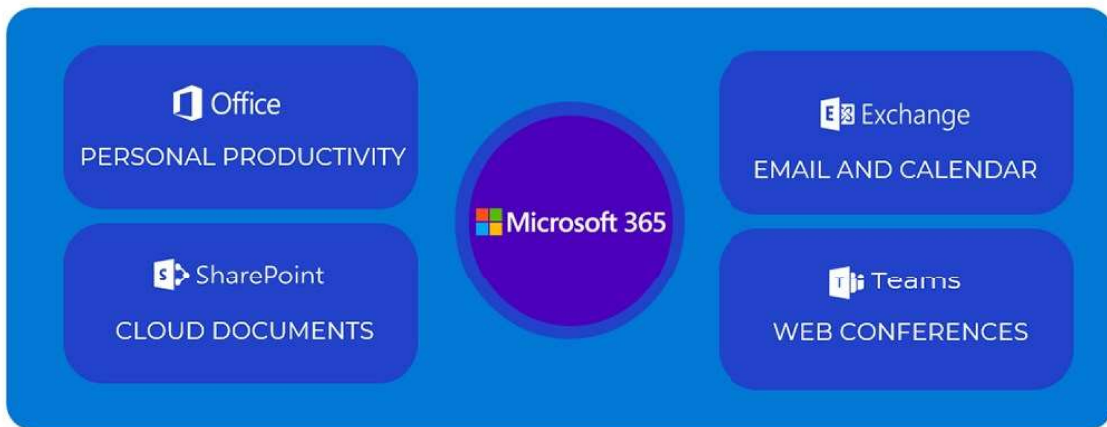 Office
PERSONAL PRODUCTIVITY
SharePoint
CLOUD DOCUMENTS
Microsoft 365
Exchange
EMAIL AND CALENDAR
Teams
WEB CONFERENCES